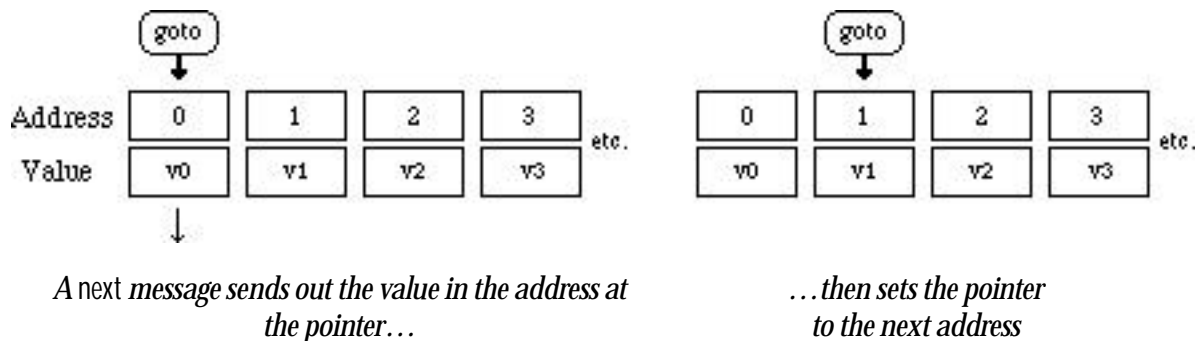 goto goto
Address 0 1 2 3 etc. 0 1 2 3 etc.
Value v0 v1 v2 v3 v0 v1 v2 v3
A next message sends out the value in the address at
the pointer…
…then sets the pointer
to the next address